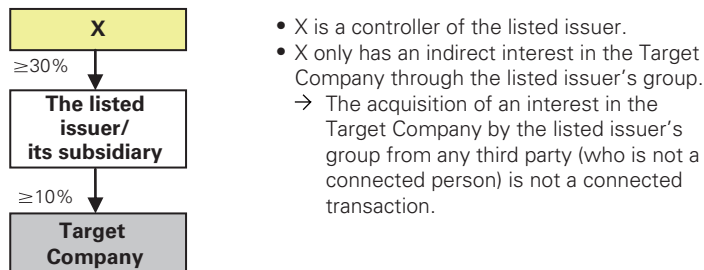 X
≥30%
The listed
issuer/
its subsidiary
≥10%
Target
Company
• X is a controller of the listed issuer.
• X only has an indirect interest in the Target
Company through the listed issuer’s group.
→ The acquisition of an interest in the
Target Company by the listed issuer’s
group from any third party (who is not a
connected person) is not a connected
transaction.